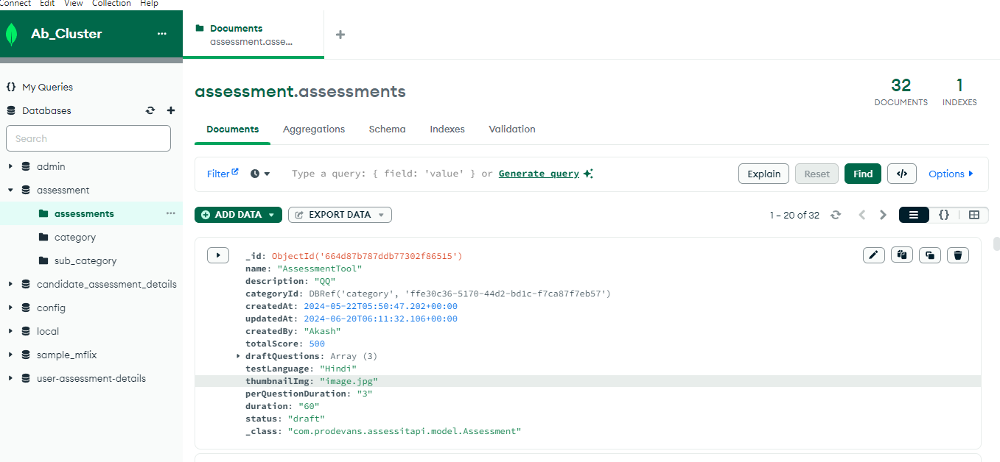 Connect Edit View Collection Help
Ab_Cluster
Documents
assessment.asse...
My Queries
Databases
Search
admin
assessment
assessments
category
sub_category
candidate_assessment_details
config
local
sample_mflix
user-assessment-details
assessment.assessments
32
DOCUMENTS
1
INDEXES
Documents Aggregations Schema Indexes Validation
Filter Type a query: { field: 'value' } or Generate query Explain Reset Find </> Options
ADD DATA EXPORT DATA 1 – 20 of 32 {}
_id: ObjectId('664d87b787ddb77302f86515')
name: "AssessmentTool"
description: "QQ"
categoryId: DBRef('category', 'ffe30c36-5170-44d2-bd1c-f7ca87f7eb57')
createdAt: 2024-05-22T05:50:47.202+00:00
updatedAt: 2024-06-20T06:11:32.106+00:00
createdBy: "Akash"
totalScore: 500
draftQuestions: Array (3)
testLanguage: "Hindi"
thumbnailImg: "image.jpg"
perQuestionDuration: "3"
duration: "60"
status: "draft"
_class: "com.prodevans.assessitapi.model.Assessment"